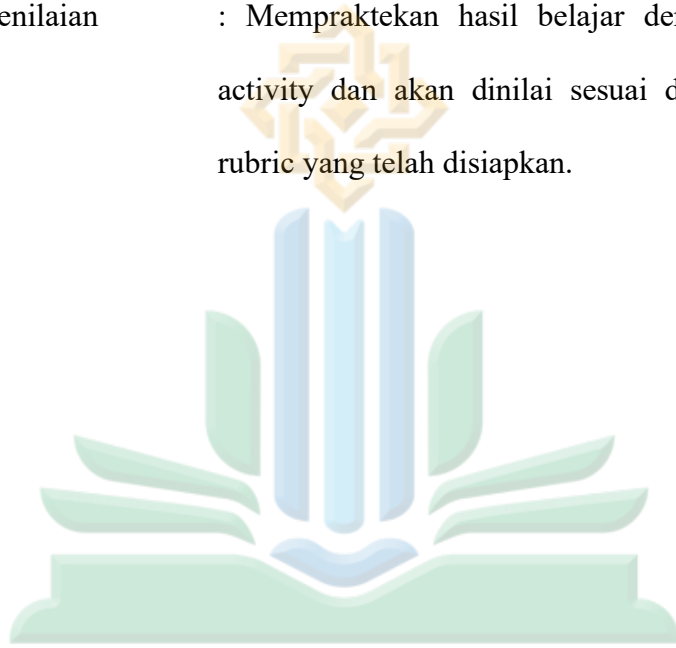 enilaian : Mempraktekan hasil belajar de
activity dan akan dinilai sesuai d
rubric yang telah disiapkan.